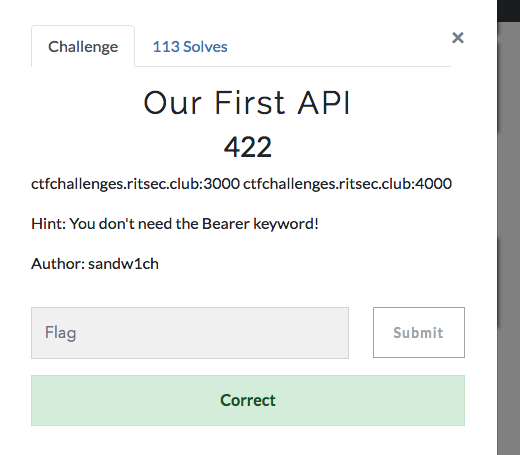 Challenge
113 Solves
×
Our First API
422
ctfchallenges.ritsec.club:3000 ctfchallenges.ritsec.club:4000
Hint: You don't need the Bearer keyword!
Author: sandw1ch
Flag
Submit
Correct